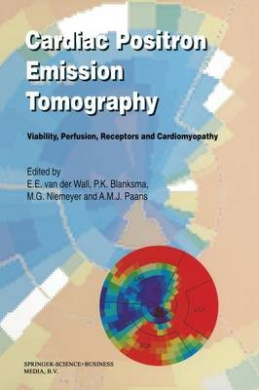 Cardiac Positron
Emission
Tomography
Viability, Perfusion, Receptors and Cardiomyopathy
Edited by
E.E. van der Wall, P.K. Blanksma,
M.G. Niemeyer and A.M.J. Paans
SPRINGER-SCIENCE+BUSINESS
MEDIA, B.V.